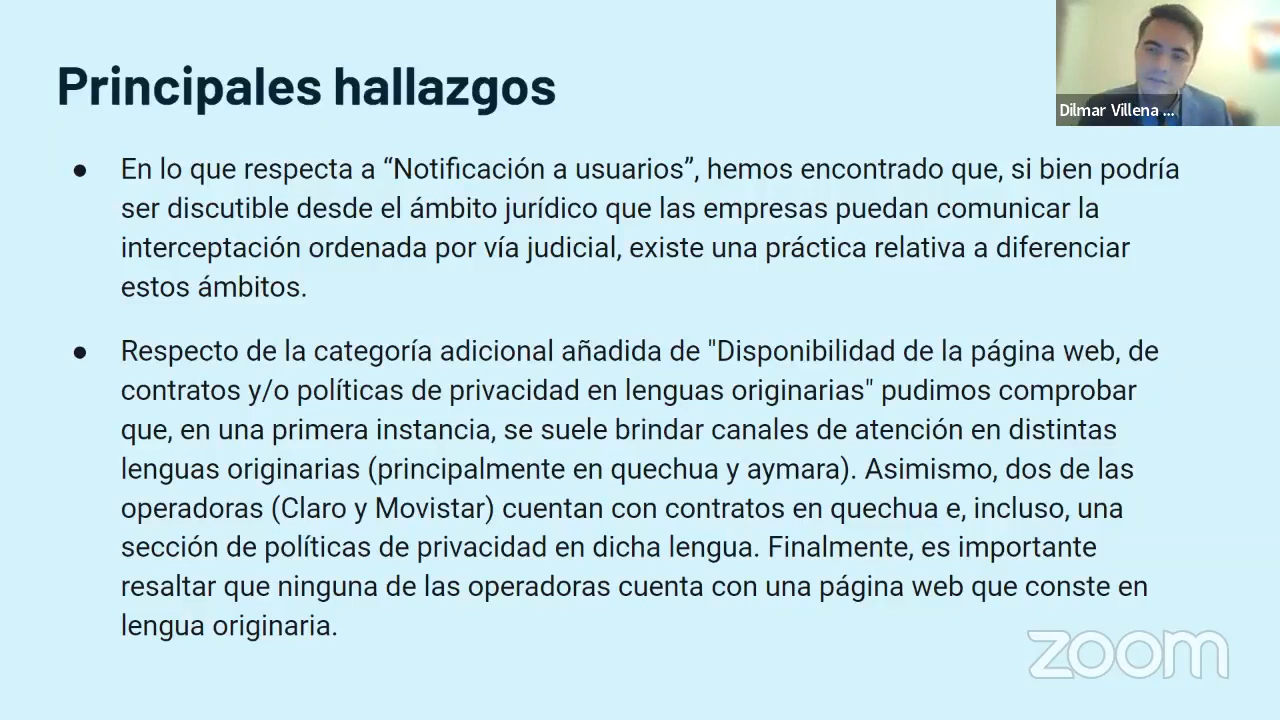 Principales hallazgos
Dilmar Villena ...
● En lo que respecta a “Notificación a usuarios”, hemos encontrado que, si bien podría
ser discutible desde el ámbito jurídico que las empresas puedan comunicar la
interceptación ordenada por vía judicial, existe una práctica relativa a diferenciar
estos ámbitos.
● Respecto de la categoría adicional añadida de "Disponibilidad de la página web, de
contratos y/o políticas de privacidad en lenguas originarias" pudimos comprobar
que, en una primera instancia, se suele brindar canales de atención en distintas
lenguas originarias (principalmente en quechua y aymara). Asimismo, dos de las
operadoras (Claro y Movistar) cuentan con contratos en quechua e, incluso, una
sección de políticas de privacidad en dicha lengua. Finalmente, es importante
resaltar que ninguna de las operadoras cuenta con una página web que conste en
lengua originaria.
zoom